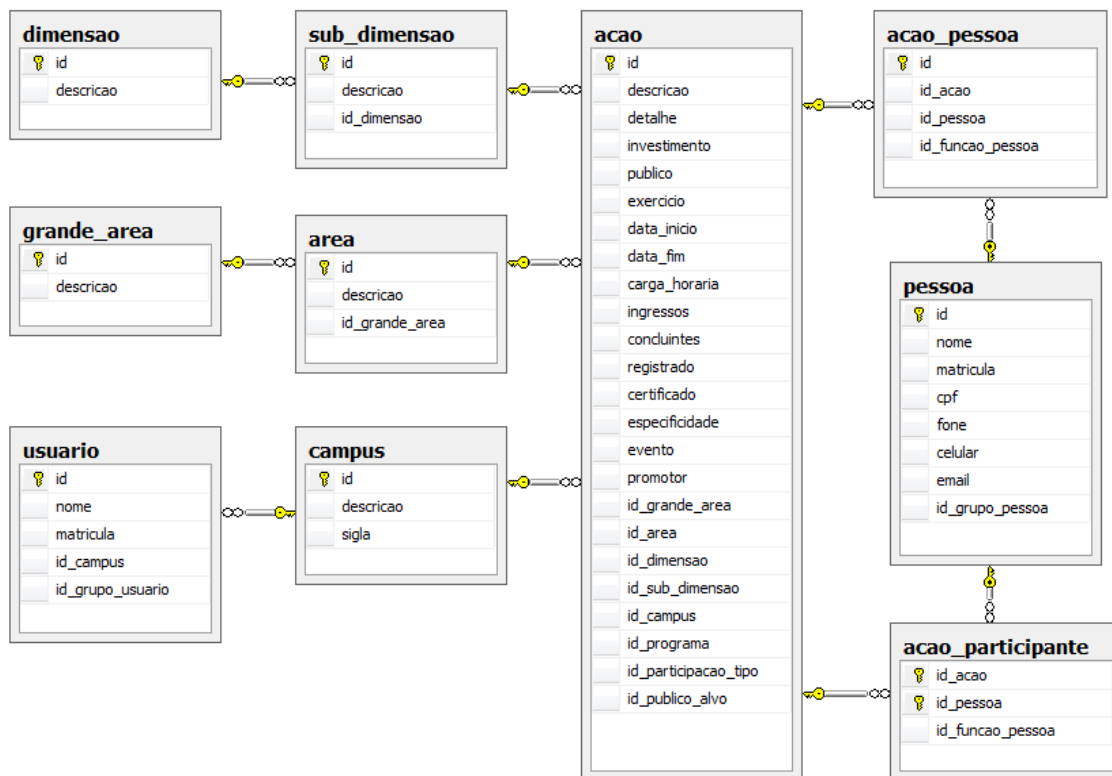 dimensao
id
descricao
sub_dimensao
id
descricao
id_dimensao
acao
id
descricao
detalhe
investimento
publico
exercicio
data_inicio
data_fim
carga_horaria
ingressos
concluintes
registrado
certificado
especificidade
evento
promotor
id_grande_area
id_area
id_dimensao
id_sub_dimensao
id_campus
id_programa
id_participacao_tipo
id_publico_alvo
acao_pessoa
id
id_acao
id_pessoa
id_funcao_pessoa
grande_area
id
descricao
area
id
descricao
id_grande_area
pessoa
id
nome
matricula
cpf
fone
celular
email
id_grupo_pessoa
usuario
id
nome
matricula
id_campus
id_grupo_usuario
campus
id
descricao
sigla
acao_participante
id_acao
id_pessoa
id_funcao_pessoa